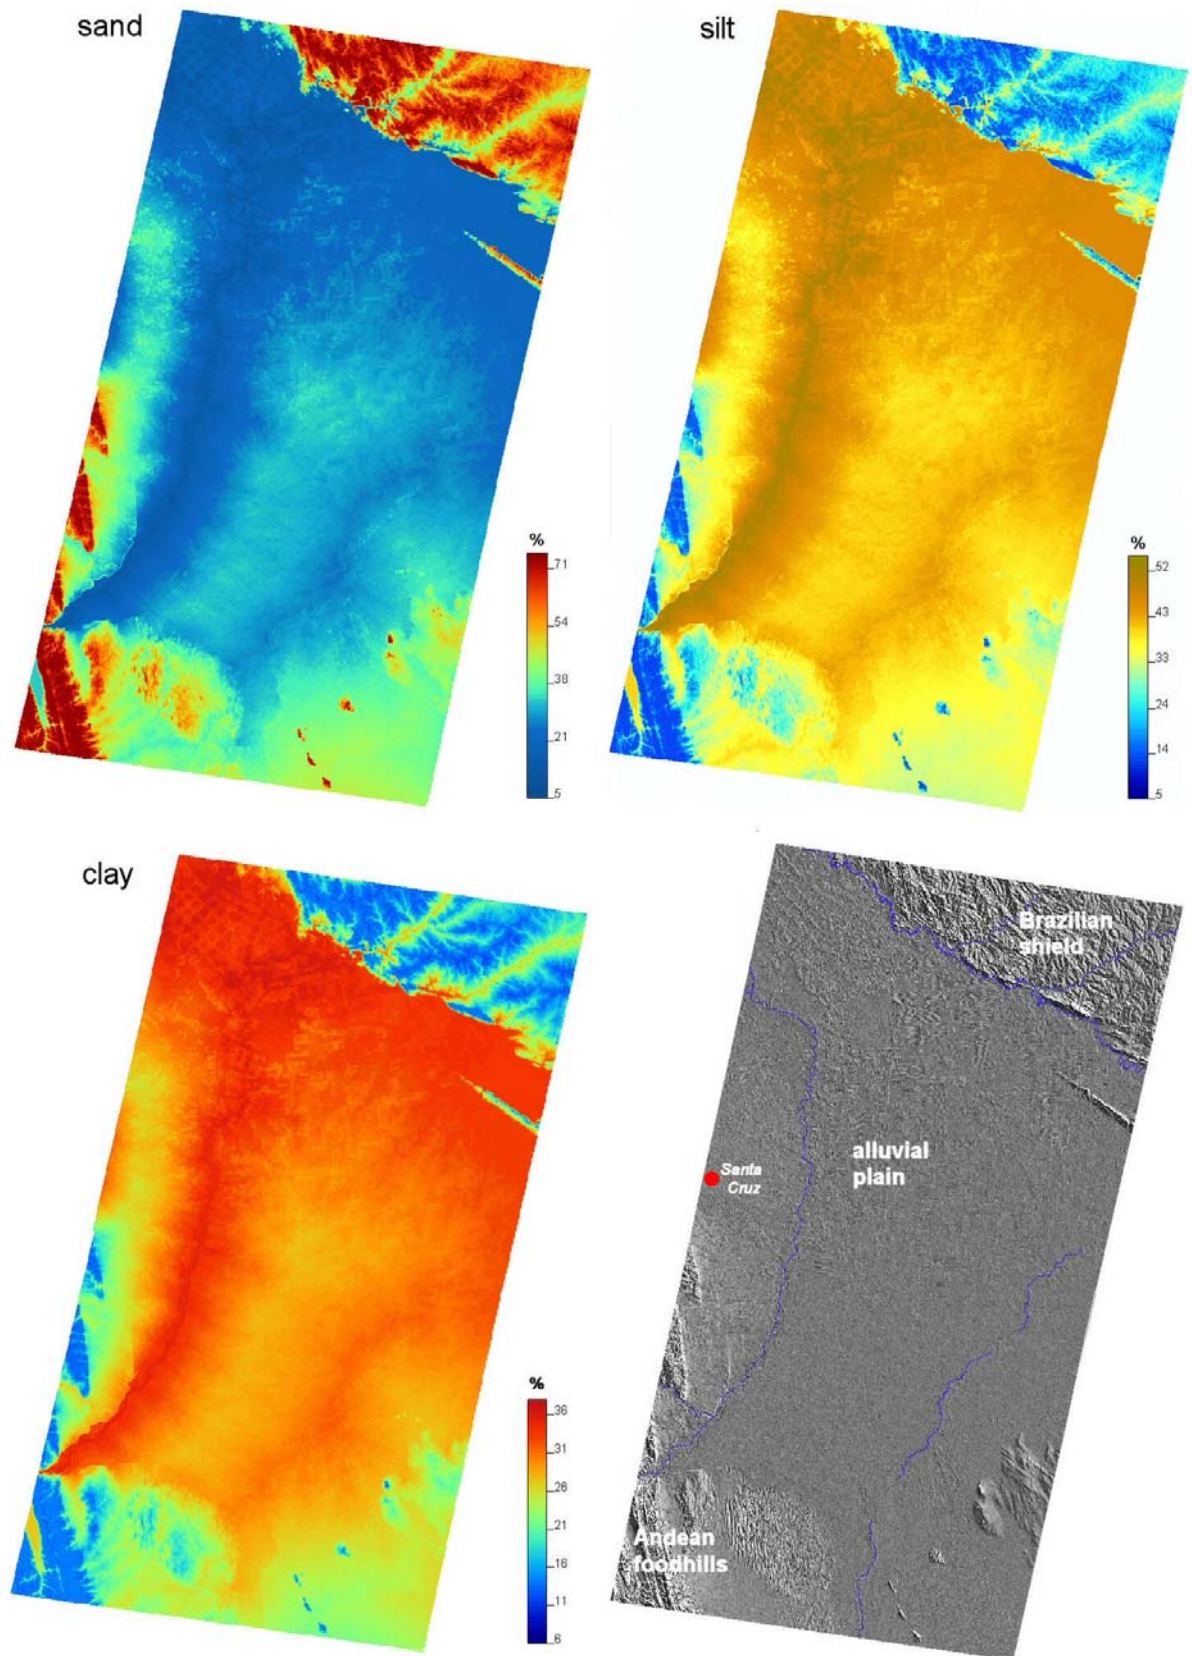 sand
%
71
54
38
21
5
silt
%
52
43
33
24
14
5
clay
%
36
31
26
21
16
11
6
Brazilian
shield
alluvial
plain
Santa
Cruz
Andean
foodhills